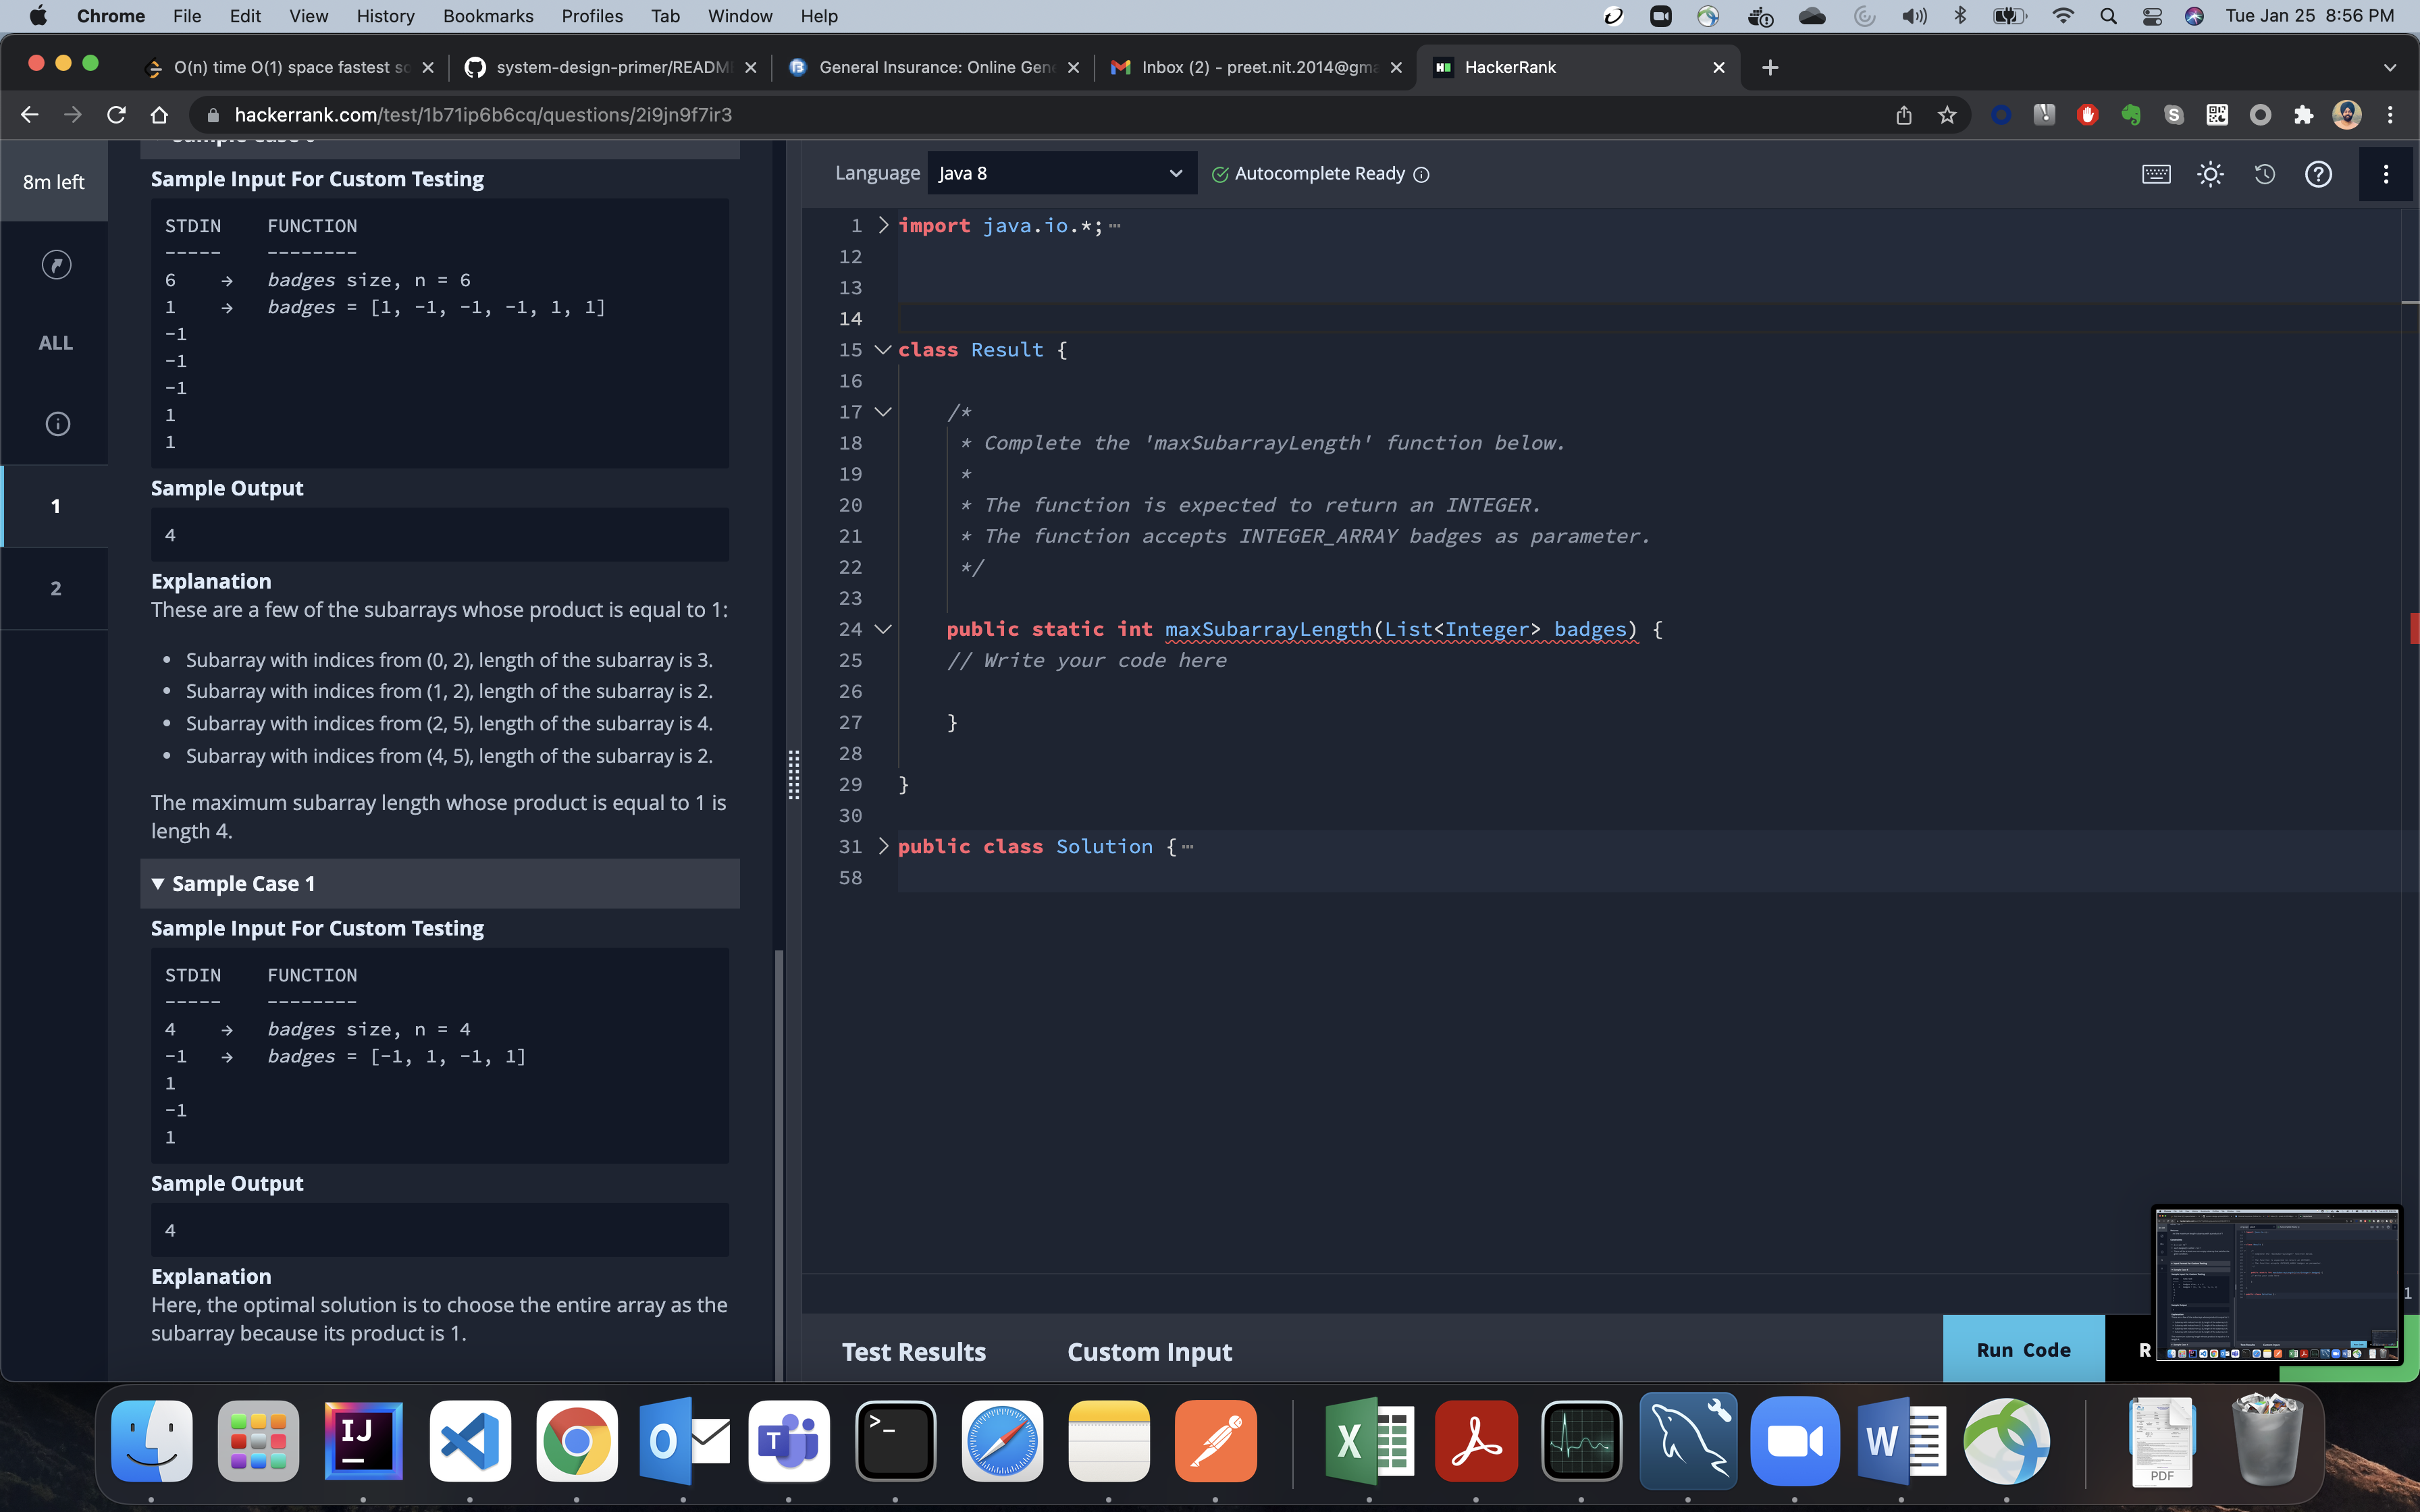 Chrome File Edit View History Bookmarks Profiles Tab Window Help Tue Jan 25 8:56 PM
O(n) time O(1) space fastest so
system-design-primer/READM
General Insurance: Online Gen
Inbox (2) - preet.nit.2014@gma
HackerRank
hackerrank.com/test/1b71ip6b6cq/questions/2i9jn9f7ir3
8m left
ALL
1
2
Sample Input For Custom Testing
STDIN FUNCTION
----- --------
6 → badges size, n = 6
1 → badges = [1, -1, -1, -1, 1, 1]
-1
-1
-1
1
1
Sample Output
4
Explanation
These are a few of the subarrays whose product is equal to 1:
• Subarray with indices from (0, 2), length of the subarray is 3.
• Subarray with indices from (1, 2), length of the subarray is 2.
• Subarray with indices from (2, 5), length of the subarray is 4.
• Subarray with indices from (4, 5), length of the subarray is 2.
The maximum subarray length whose product is equal to 1 is
length 4.
Sample Case 1
Sample Input For Custom Testing
STDIN FUNCTION
----- --------
4 → badges size, n = 4
-1 → badges = [-1, 1, -1, 1]
1
-1
1
Sample Output
4
Explanation
Here, the optimal solution is to choose the entire array as the
subarray because its product is 1.
Language Java 8 Autocomplete Ready
1 import java.io.*;
12
13
14
15 class Result {
16
17 /*
18 * Complete the 'maxSubarrayLength' function below.
19 *
20 * The function is expected to return an INTEGER.
21 * The function accepts INTEGER_ARRAY badges as parameter.
22 */
23
24 public static int maxSubarrayLength(List<Integer> badges) {
25 // Write your code here
26
27 }
28
29 }
30
31 public class Solution {
58
Test Results Custom Input Run Code
PDF